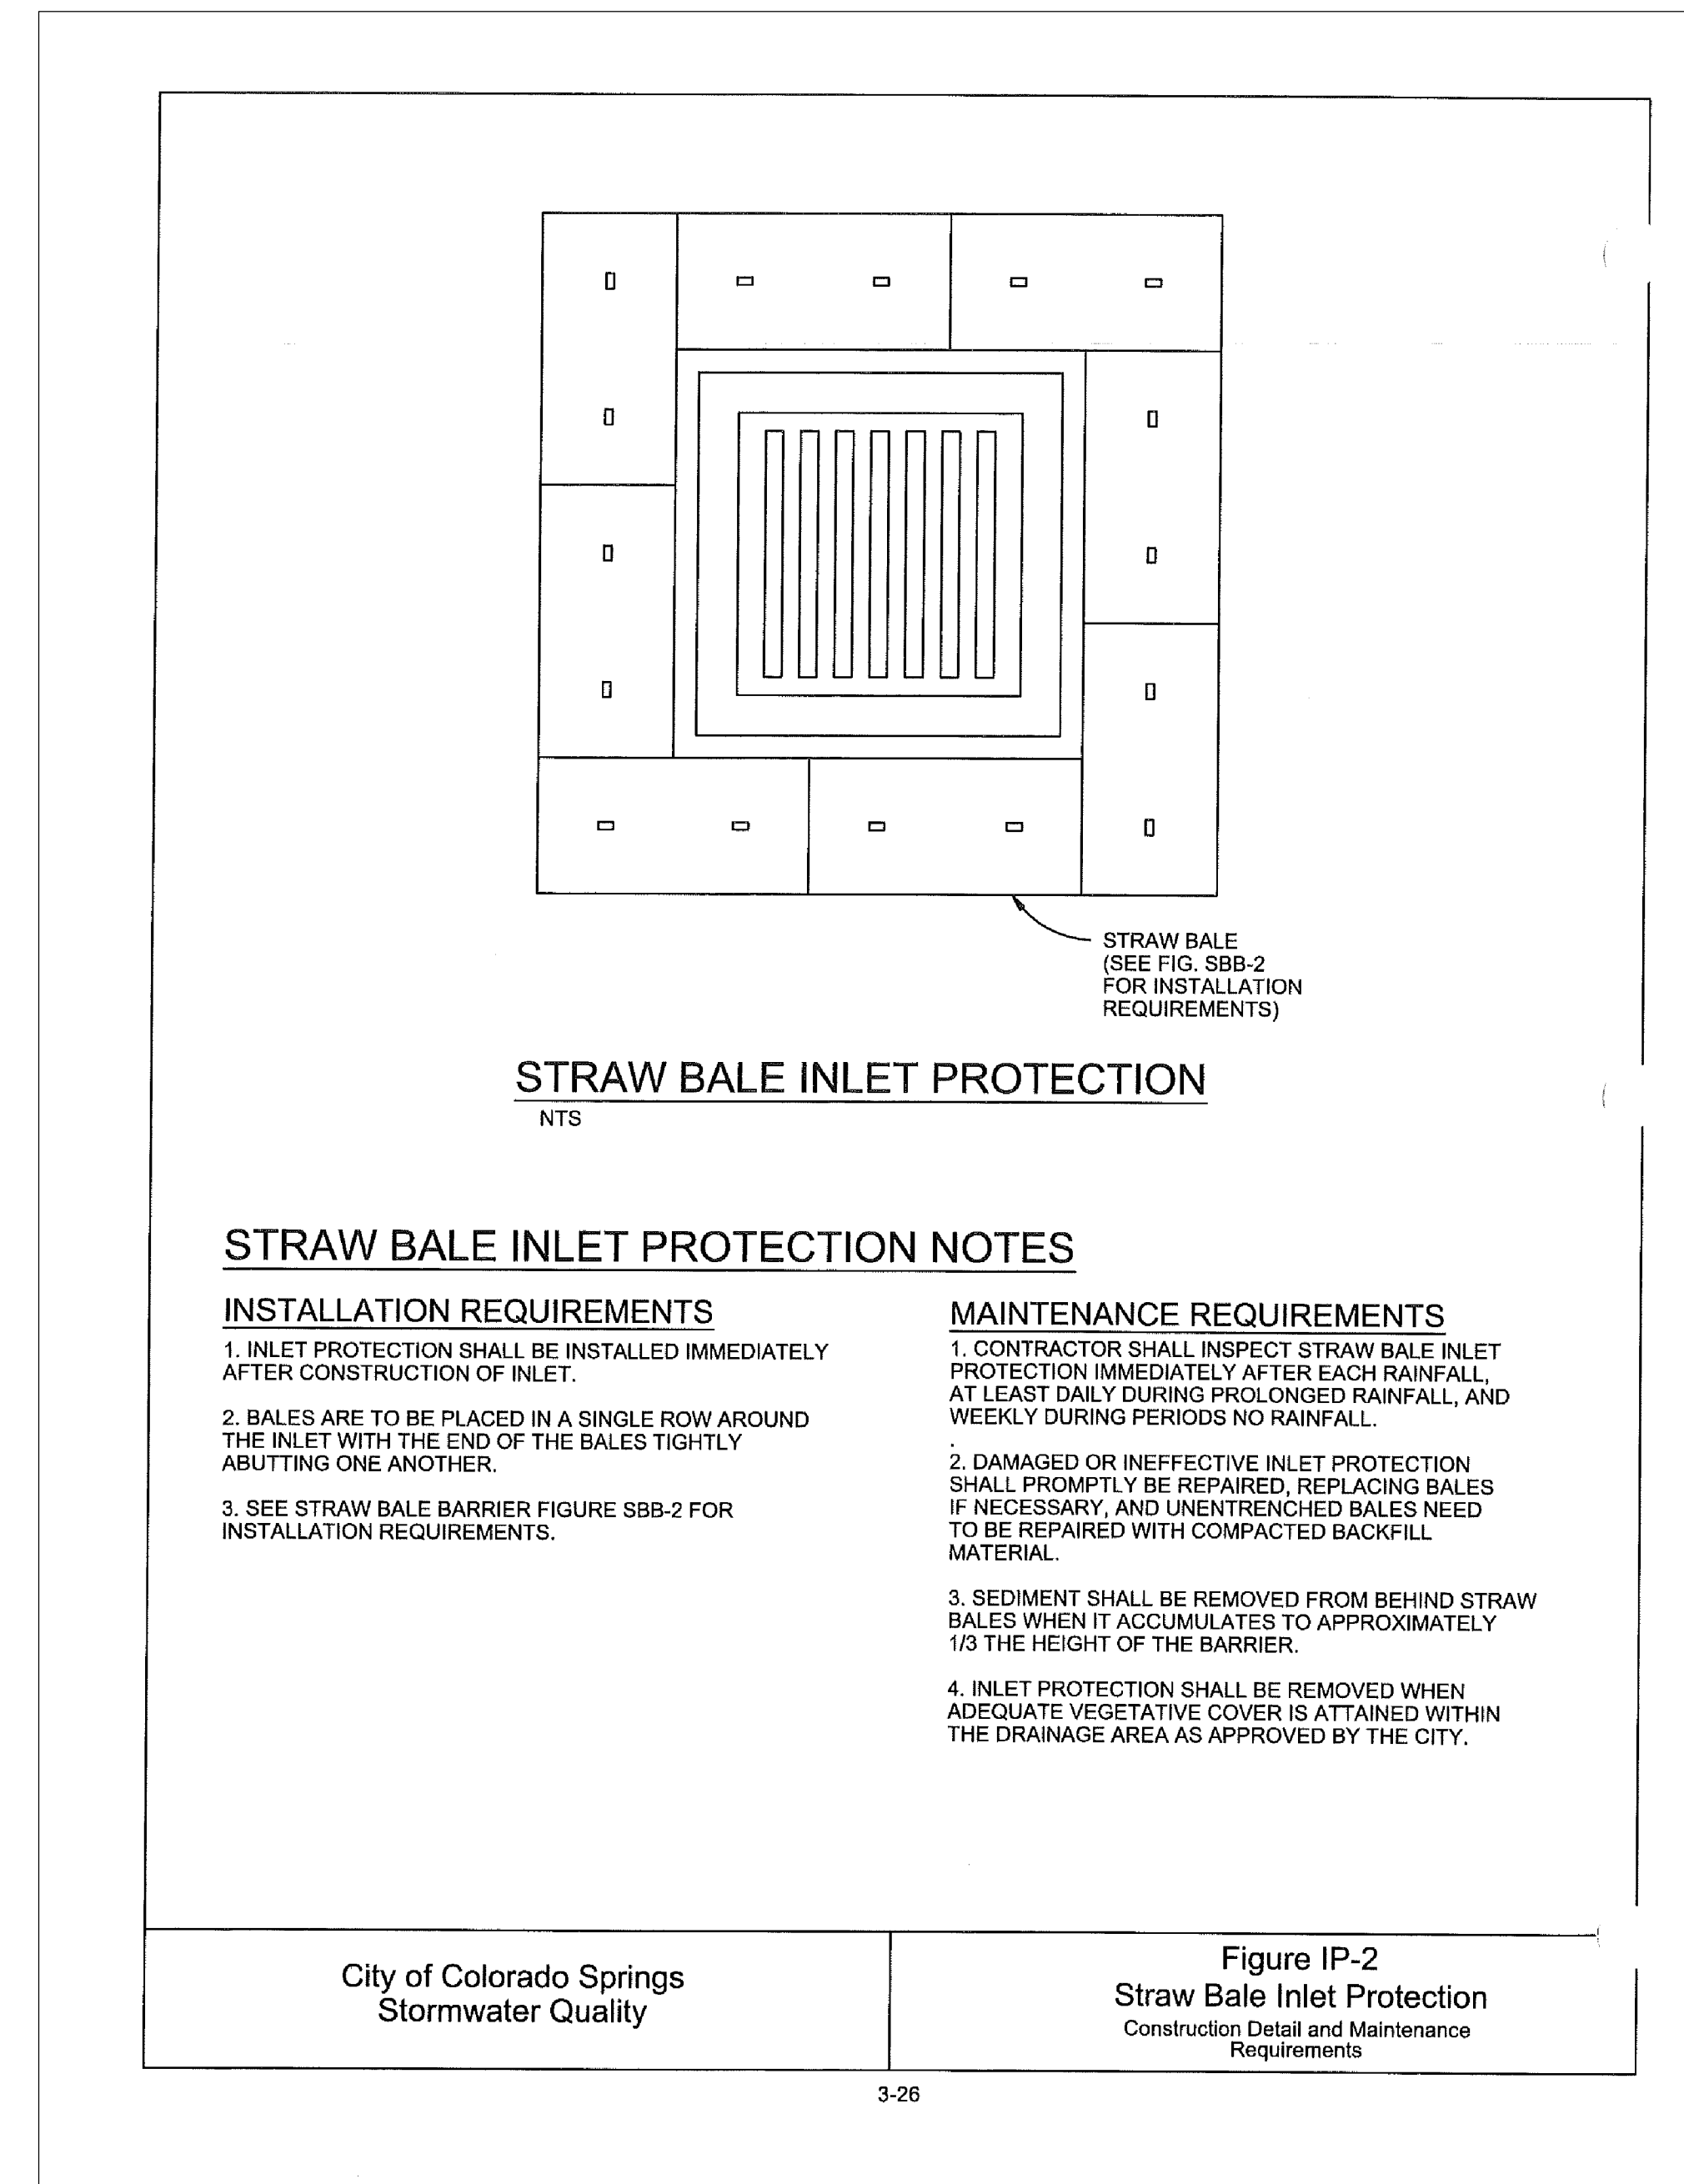 STRAW BALE
(SEE FIG. SBB-2
FOR INSTALLATION
REQUIREMENTS)
STRAW BALE INLET PROTECTION
NTS
STRAW BALE INLET PROTECTION NOTES
INSTALLATION REQUIREMENTS
1. INLET PROTECTION SHALL BE INSTALLED IMMEDIATELY
AFTER CONSTRUCTION OF INLET.
2. BALES ARE TO BE PLACED IN A SINGLE ROW AROUND
THE INLET WITH THE END OF THE BALES TIGHTLY
ABUTTING ONE ANOTHER.
3. SEE STRAW BALE BARRIER FIGURE SBB-2 FOR
INSTALLATION REQUIREMENTS.
MAINTENANCE REQUIREMENTS
1. CONTRACTOR SHALL INSPECT STRAW BALE INLET
PROTECTION IMMEDIATELY AFTER EACH RAINFALL,
AT LEAST DAILY DURING PROLONGED RAINFALL, AND
WEEKLY DURING PERIODS NO RAINFALL.
.
2. DAMAGED OR INEFFECTIVE INLET PROTECTION
SHALL PROMPTLY BE REPAIRED, REPLACING BALES
IF NECESSARY, AND UNENTRENCHED BALES NEED
TO BE REPAIRED WITH COMPACTED BACKFILL
MATERIAL.
3. SEDIMENT SHALL BE REMOVED FROM BEHIND STRAW
BALES WHEN IT ACCUMULATES TO APPROXIMATELY
1/3 THE HEIGHT OF THE BARRIER.
4. INLET PROTECTION SHALL BE REMOVED WHEN
ADEQUATE VEGETATIVE COVER IS ATTAINED WITHIN
THE DRAINAGE AREA AS APPROVED BY THE CITY.
City of Colorado Springs
Stormwater Quality
Figure IP-2
Straw Bale Inlet Protection
Construction Detail and Maintenance
Requirements
3-26